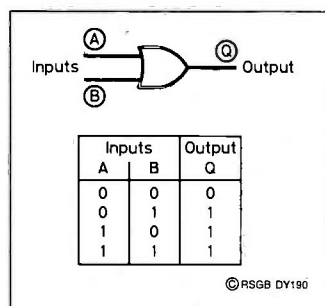 A Q
Inputs Output
B
Inputs Output
A B Q
0 0 0
0 1 1
1 0 1
1 1 1
© RSGB DY190